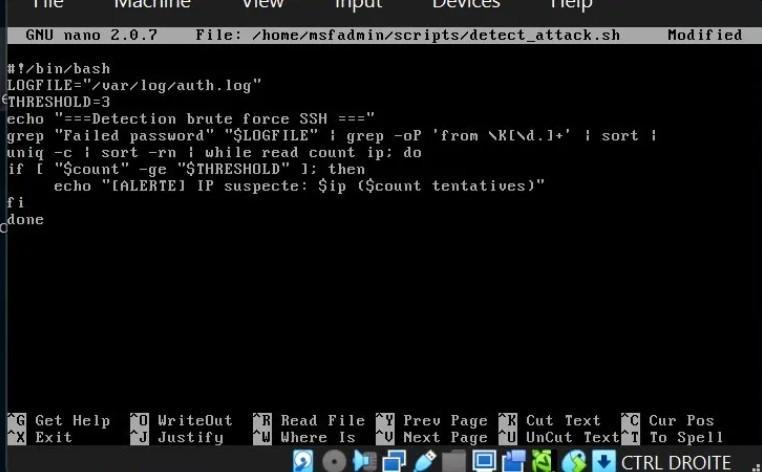 File Machine View Input Devices Help
GNU nano 2.0.7 File: /home/msfadmin/scripts/detect_attack.sh Modified
#!/bin/bash
LOGFILE="/var/log/auth.log"
THRESHOLD=3
echo "===Detection brute force SSH ==="
grep "Failed password" "$LOGFILE" | grep -oP 'from \K[\d.]+' | sort |
uniq -c | sort -rn | while read count ip; do
if [ "$count" -ge "$THRESHOLD" ]; then
echo "[ALERTE] IP suspecte: $ip ($count tentatives)"
fi
done
^G Get Help ^O WriteOut ^R Read File ^Y Prev Page ^K Cut Text ^C Cur Pos
^X Exit ^J Justify ^W Where Is ^V Next Page ^U UnCut Text ^T To Spell
CTRL DROITE